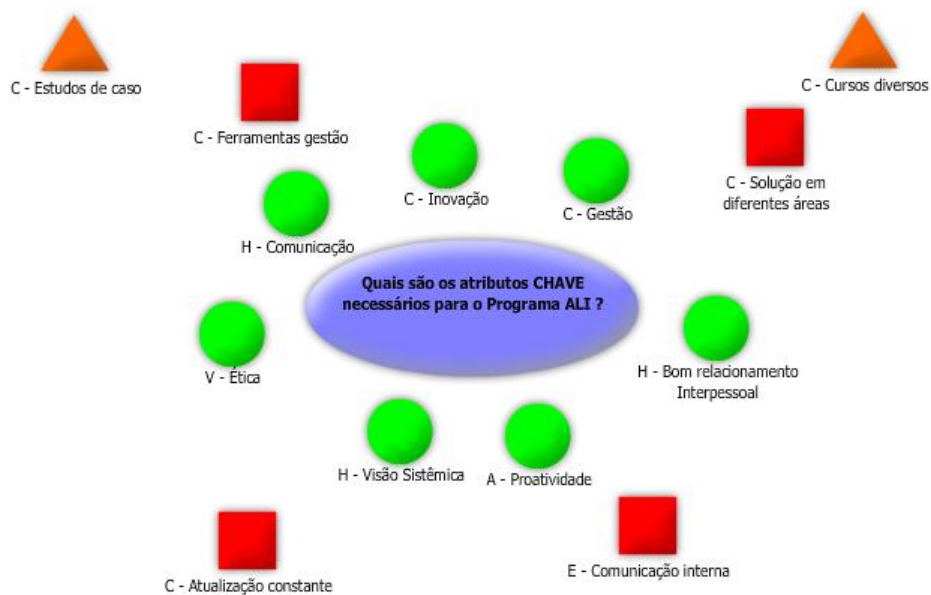 C - Estudos de caso
C - Cursos diversos
C - Ferramentas gestão
C - Solução em
diferentes áreas
C - Inovação
C - Gestão
H - Comunicação
Quais são os atributos CHAVE
necessários para o Programa ALI ?
V - Ética
H - Bom relacionamento
Interpessoal
H - Visão Sistêmica
A - Proatividade
C - Atualização constante
E - Comunicação interna